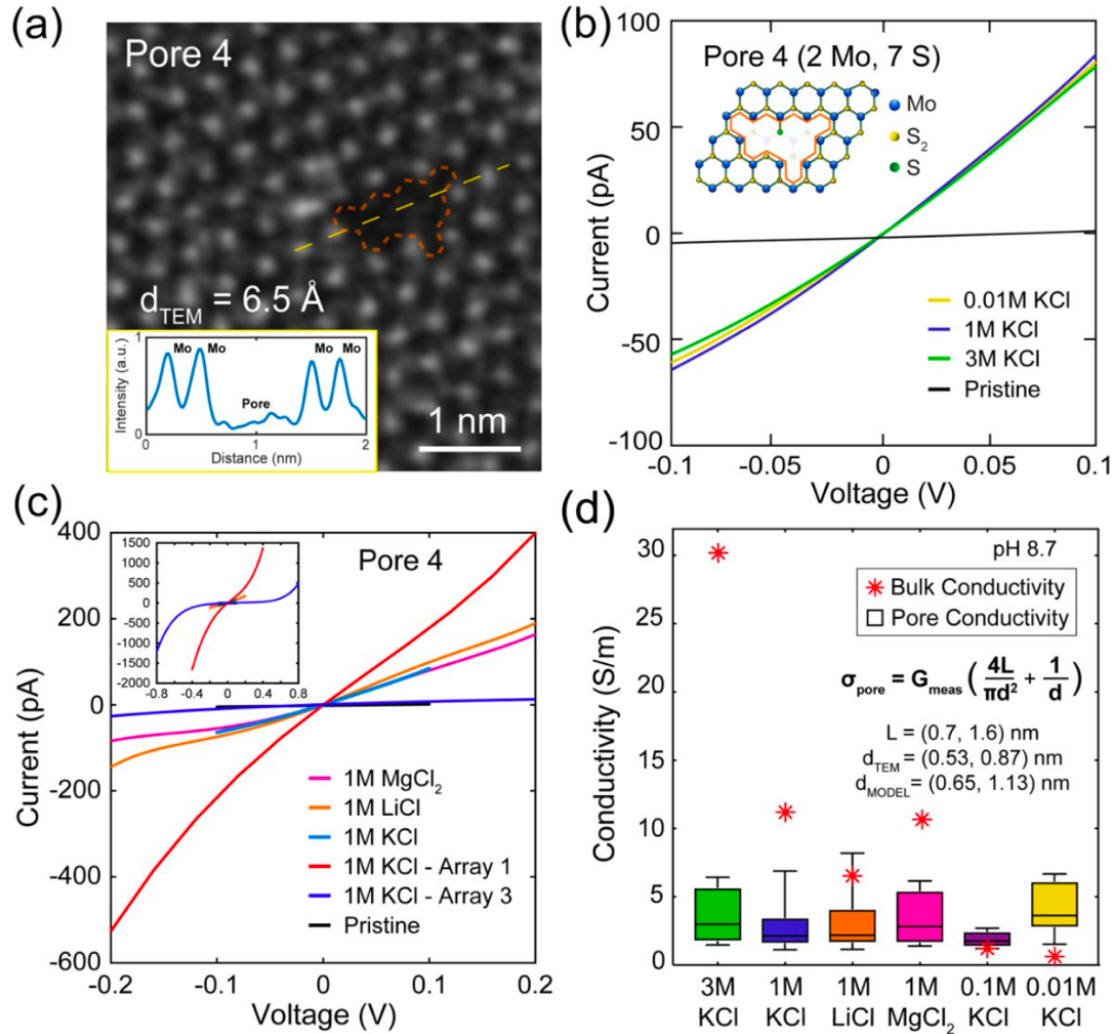 (a)
Pore 4
d_TEM = 6.5 Å
Intensity (a.u.)
1
0
Mo
Mo
Pore
Mo
Mo
0
1
2
Distance (nm)
1 nm
(b)
Current (pA)
100
50
0
-50
-100
Pore 4 (2 Mo, 7 S)
Mo
S₂
S
0.01M KCl
1M KCl
3M KCl
Pristine
-0.1
-0.05
0
0.05
0.1
Voltage (V)
(c)
Current (pA)
400
200
0
-200
-400
-600
1500
1000
500
0
-500
-1000
-1500
-2000
-0.8
-0.4
0
0.4
0.8
Pore 4
1M MgCl₂
1M LiCl
1M KCl
1M KCl - Array 1
1M KCl - Array 3
Pristine
-0.2
-0.1
0
0.1
0.2
Voltage (V)
(d)
Conductivity (S/m)
30
25
20
15
10
5
0
pH 8.7
Bulk Conductivity
Pore Conductivity
σ_pore = G_meas ( 4L/πd² + 1/d )
L = (0.7, 1.6) nm
d_TEM = (0.53, 0.87) nm
d_MODEL = (0.65, 1.13) nm
3M KCl
1M KCl
1M LiCl
1M MgCl₂
0.1M KCl
0.01M KCl